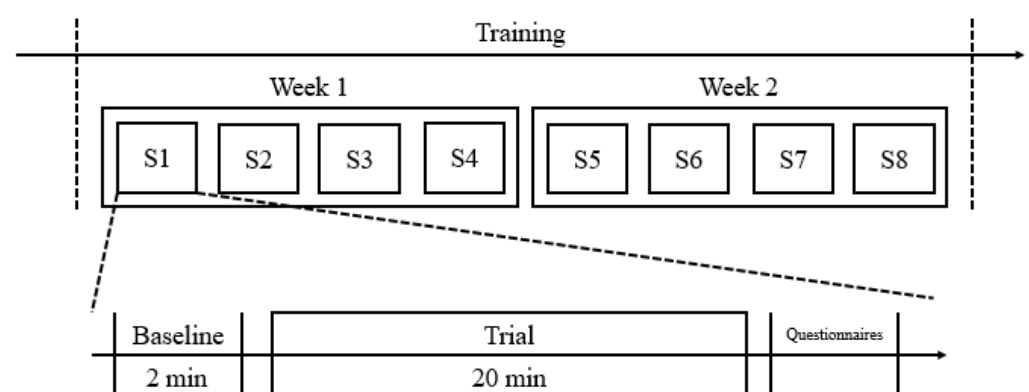 Training
Week 1
Week 2
S1
S2
S3
S4
S5
S6
S7
S8
Baseline
Trial
Questionnaires
2 min
20 min